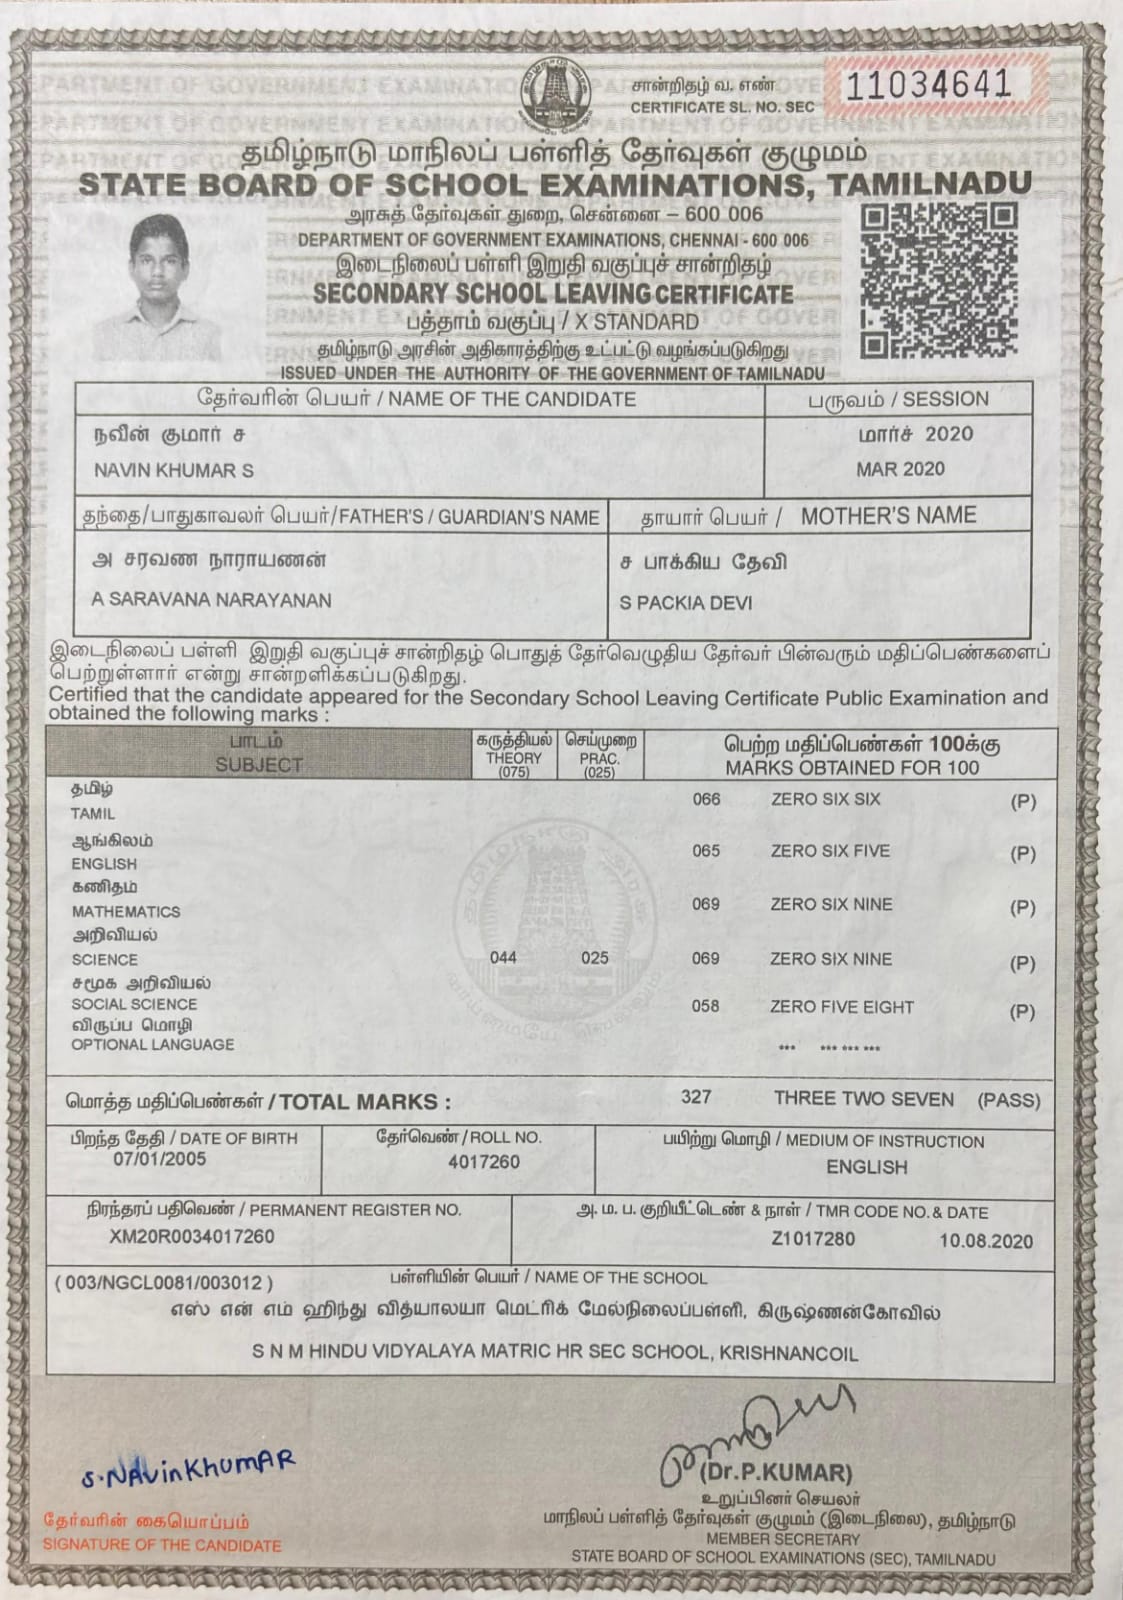 சான்றிதழ் வ. எண்
CERTIFICATE SL. NO. SEC
11034641
தமிழ்நாடு மாநிலப் பள்ளித் தேர்வுகள் குழுமம்
STATE BOARD OF SCHOOL EXAMINATIONS, TAMILNADU
அரசுத் தேர்வுகள் துறை, சென்னை – 600 006
DEPARTMENT OF GOVERNMENT EXAMINATIONS, CHENNAI - 600 006
இடைநிலைப் பள்ளி இறுதி வகுப்புச் சான்றிதழ்
SECONDARY SCHOOL LEAVING CERTIFICATE
பத்தாம் வகுப்பு / X STANDARD
தமிழ்நாடு அரசின் அதிகாரத்திற்கு உட்பட்டு வழங்கப்படுகிறது
ISSUED UNDER THE AUTHORITY OF THE GOVERNMENT OF TAMILNADU
தேர்வரின் பெயர் / NAME OF THE CANDIDATE பருவம் / SESSION
நவீன் குமார் ச மார்ச் 2020
NAVIN KHUMAR S MAR 2020
தந்தை/பாதுகாவலர் பெயர்/FATHER'S / GUARDIAN'S NAME தாயார் பெயர் / MOTHER'S NAME
அ சரவண நாராயணன் ச பாக்கிய தேவி
A SARAVANA NARAYANAN S PACKIA DEVI
இடைநிலைப் பள்ளி இறுதி வகுப்புச் சான்றிதழ் பொதுத் தேர்வெழுதிய தேர்வர் பின்வரும் மதிப்பெண்களைப்
பெற்றுள்ளார் என்று சான்றளிக்கப்படுகிறது.
Certified that the candidate appeared for the Secondary School Leaving Certificate Public Examination and
obtained the following marks :
பாடம் கருத்தியல் செய்முறை பெற்ற மதிப்பெண்கள் 100க்கு
SUBJECT THEORY PRAC. MARKS OBTAINED FOR 100
(075) (025)
தமிழ்
TAMIL 066 ZERO SIX SIX (P)
ஆங்கிலம்
ENGLISH 065 ZERO SIX FIVE (P)
கணிதம்
MATHEMATICS 069 ZERO SIX NINE (P)
அறிவியல்
SCIENCE 044 025 069 ZERO SIX NINE (P)
சமூக அறிவியல்
SOCIAL SCIENCE 058 ZERO FIVE EIGHT (P)
விருப்ப மொழி
OPTIONAL LANGUAGE *** *** *** ***
மொத்த மதிப்பெண்கள் / TOTAL MARKS : 327 THREE TWO SEVEN (PASS)
பிறந்த தேதி / DATE OF BIRTH தேர்வெண் / ROLL NO. பயிற்று மொழி / MEDIUM OF INSTRUCTION
07/01/2005 4017260 ENGLISH
நிரந்தரப் பதிவெண் / PERMANENT REGISTER NO. அ. ம. ப. குறியீட்டெண் & நாள் / TMR CODE NO. & DATE
XM20R0034017260 Z1017280 10.08.2020
( 003/NGCL0081/003012 ) பள்ளியின் பெயர் / NAME OF THE SCHOOL
எஸ் என் எம் ஹிந்து வித்யாலயா மெட்ரிக் மேல்நிலைப்பள்ளி, கிருஷ்ணன்கோவில்
S N M HINDU VIDYALAYA MATRIC HR SEC SCHOOL, KRISHNANCOIL
S. NAvinKhumAR
(Dr.P.KUMAR)
உறுப்பினர் செயலர்
தேர்வரின் கையொப்பம் மாநிலப் பள்ளித் தேர்வுகள் குழுமம் (இடைநிலை), தமிழ்நாடு
SIGNATURE OF THE CANDIDATE MEMBER SECRETARY
STATE BOARD OF SCHOOL EXAMINATIONS (SEC), TAMILNADU